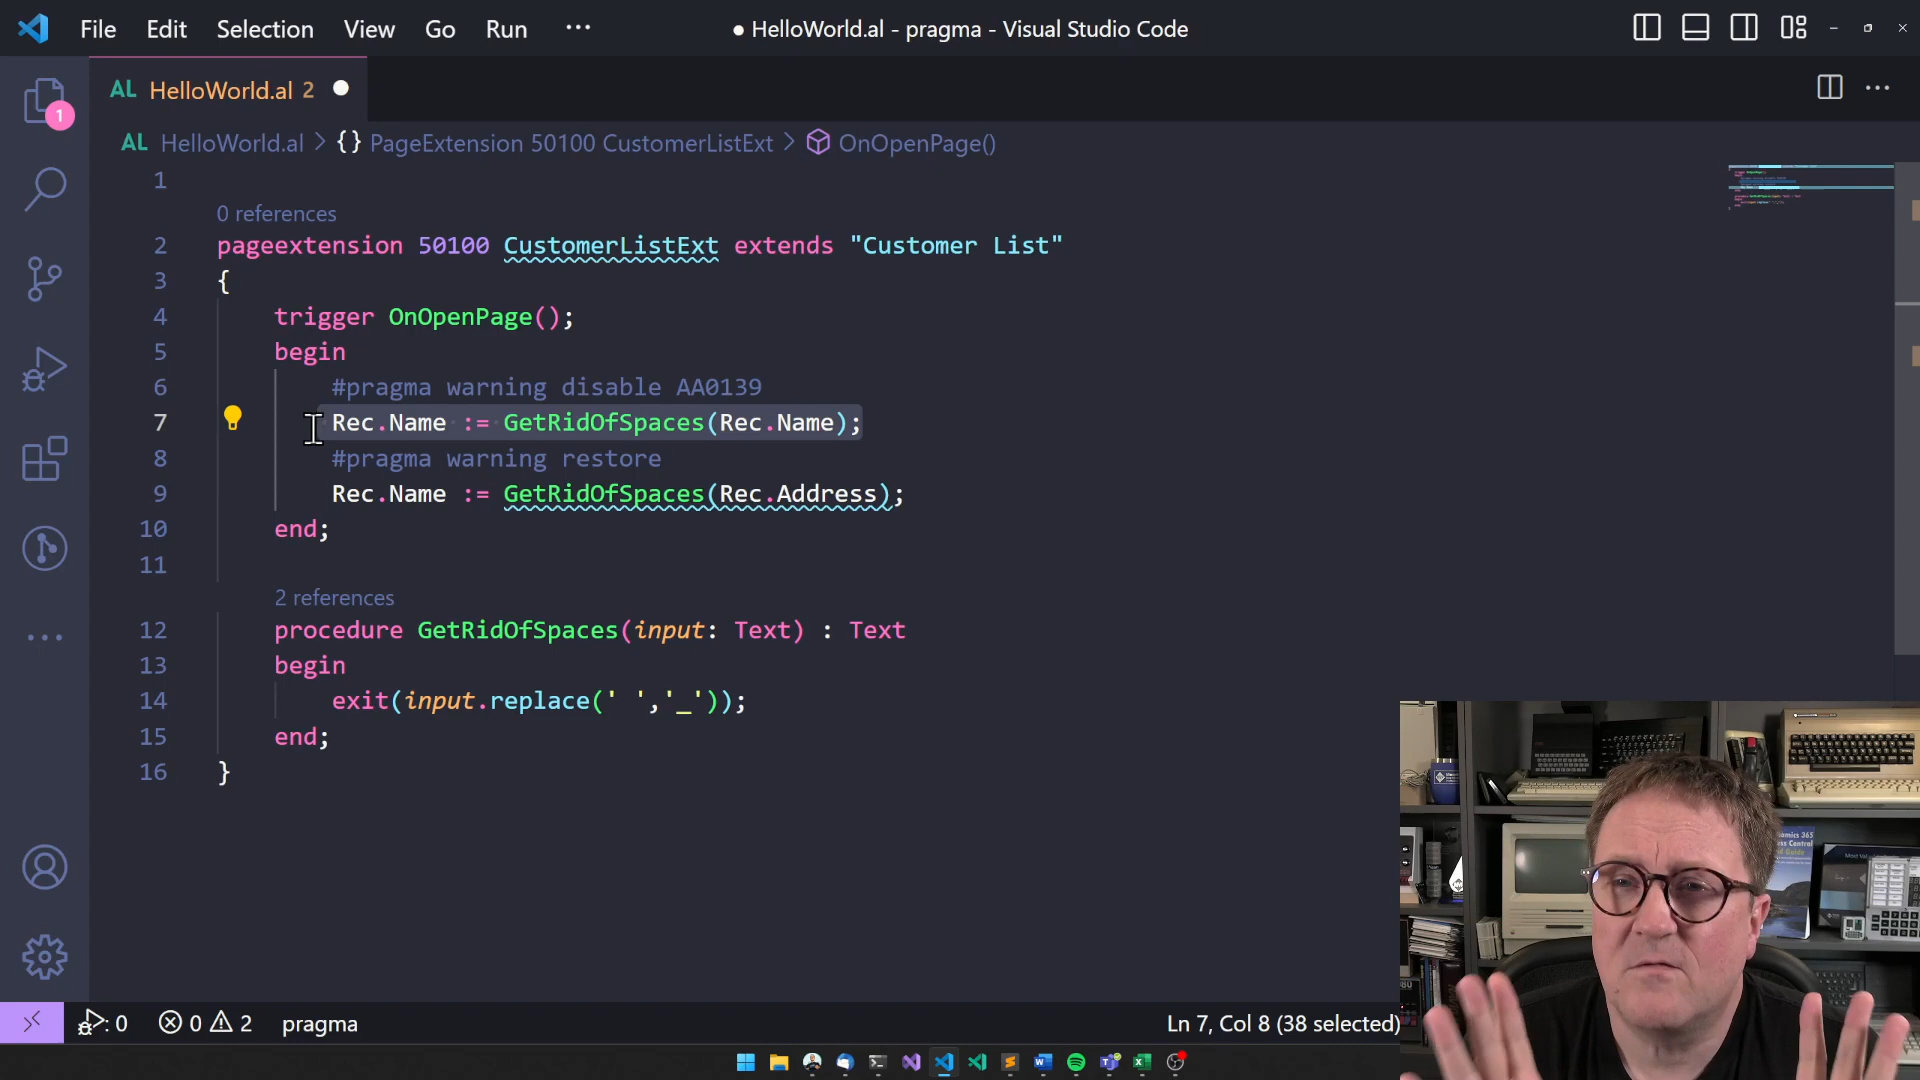 File Edit Selection View Go Run ...
● HelloWorld.al - pragma - Visual Studio Code
AL HelloWorld.al 2
1
AL HelloWorld.al > {} PageExtension 50100 CustomerListExt > OnOpenPage()
1
0 references
2 pageextension 50100 CustomerListExt extends "Customer List"
3 {
4 trigger OnOpenPage();
5 begin
6 #pragma warning disable AA0139
7 Rec.Name := GetRidOfSpaces(Rec.Name);
8 #pragma warning restore
9 Rec.Name := GetRidOfSpaces(Rec.Address);
10 end;
11
2 references
12 procedure GetRidOfSpaces(input: Text) : Text
13 begin
14 exit(input.replace(' ','_'));
15 end;
16 }
0 0 2 pragma
Ln 7, Col 8 (38 selected)